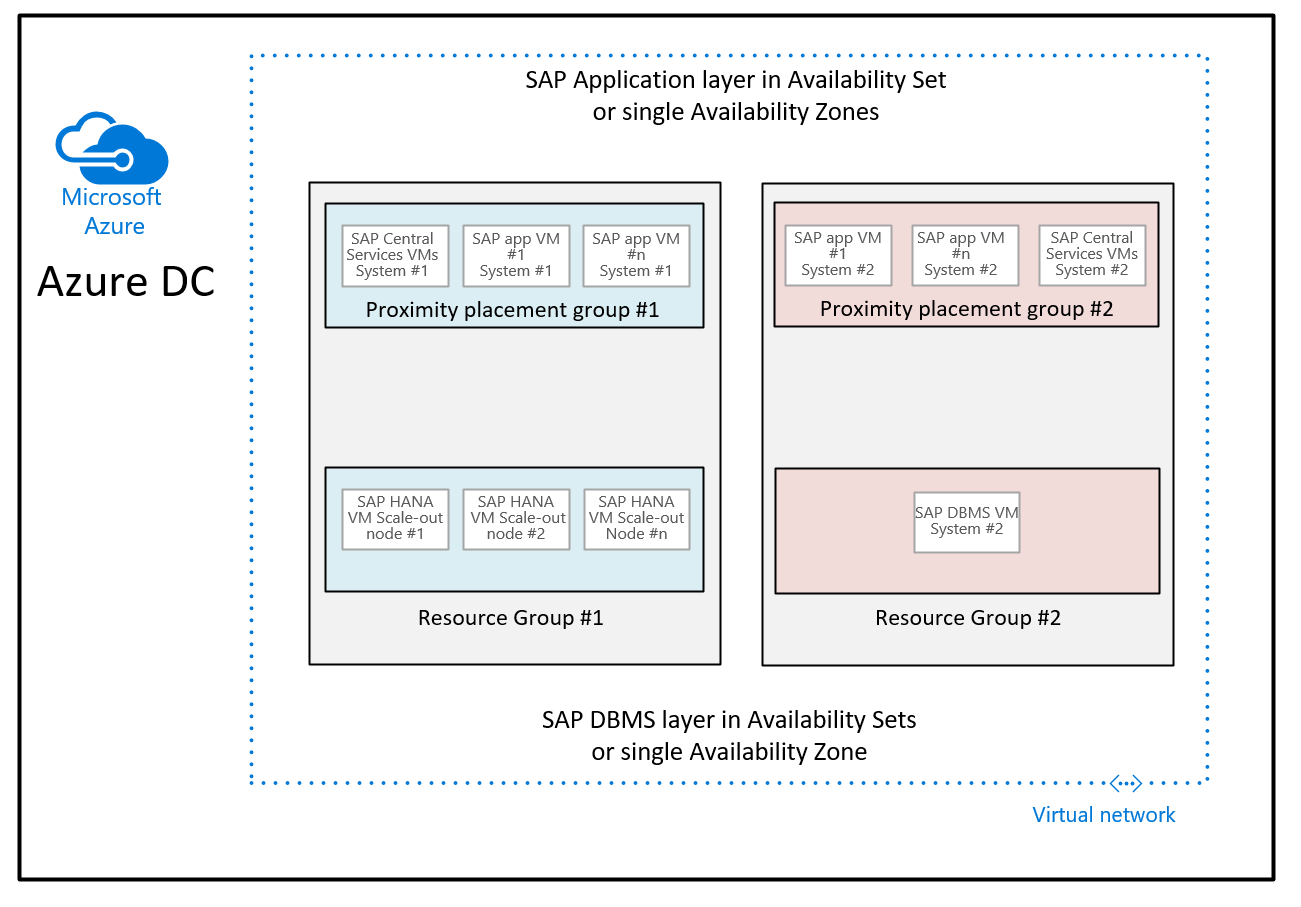 SAP Application layer in Availability Set
or single Availability Zones
Microsoft
Azure
Azure DC
SAP Central
Services VMs
System #1
SAP app VM
#1
System #1
SAP app VM
#n
System #1
Proximity placement group #1
SAP app VM
#1
System #2
SAP app VM
#n
System #2
SAP Central
Services VMs
System #2
Proximity placement group #2
SAP HANA
VM Scale-out
node #1
SAP HANA
VM Scale-out
node #2
SAP HANA
VM Scale-out
Node #n
Resource Group #1
SAP DBMS VM
System #2
Resource Group #2
SAP DBMS layer in Availability Sets
or single Availability Zone
Virtual network